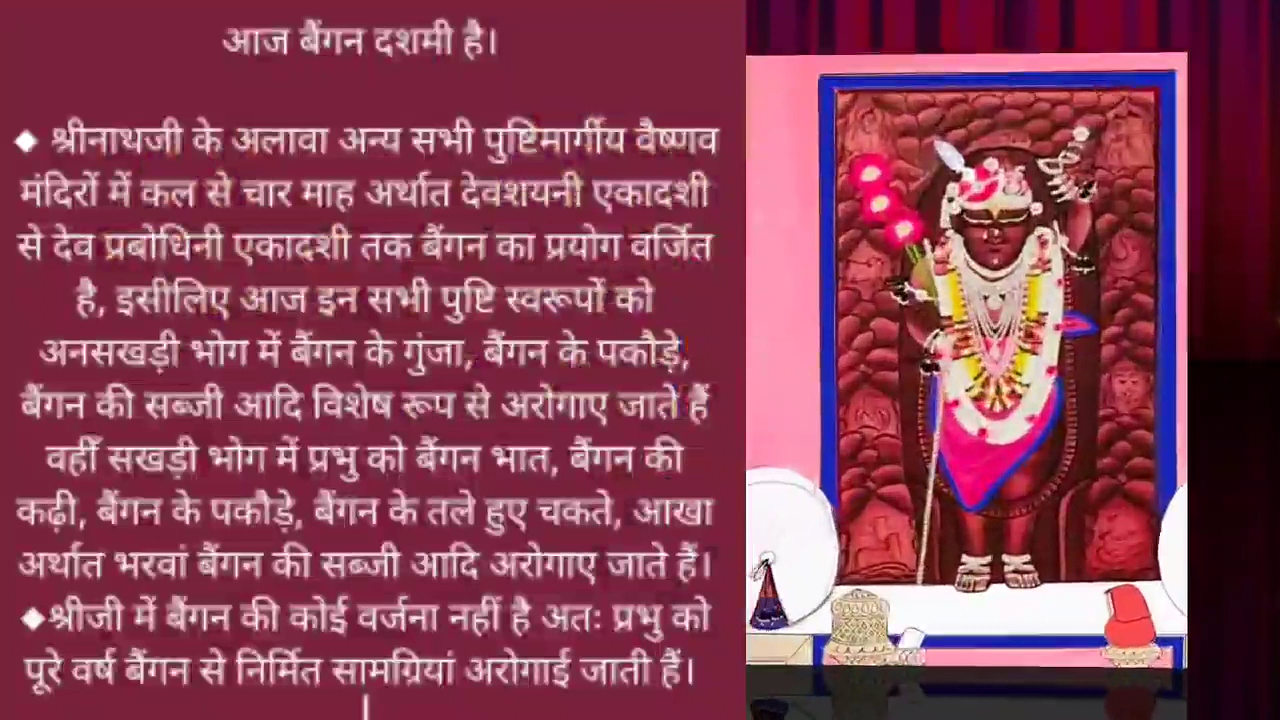 आज बैंगन दशमी है।
◆ श्रीनाथजी के अलावा अन्य सभी पुष्टिमार्गीय वैष्णव
मंदिरों में कल से चार माह अर्थात देवशयनी एकादशी
से देव प्रबोधिनी एकादशी तक बैंगन का प्रयोग वर्जित
है, इसीलिए आज इन सभी पुष्टि स्वरूपों को
अनसखड़ी भोग में बैंगन के गुंजा, बैंगन के पकौड़े,
बैंगन की सब्जी आदि विशेष रूप से अरोगाए जाते हैं
वहीँ सखड़ी भोग में प्रभु को बैंगन भात, बैंगन की
कढ़ी, बैंगन के पकौड़े, बैंगन के तले हुए चकते, आखा
अर्थात भरवां बैंगन की सब्जी आदि अरोगाए जाते हैं।
◆श्रीजी में बैंगन की कोई वर्जना नहीं है अतः प्रभु को
पूरे वर्ष बैंगन से निर्मित सामग्रियां अरोगाई जाती हैं।